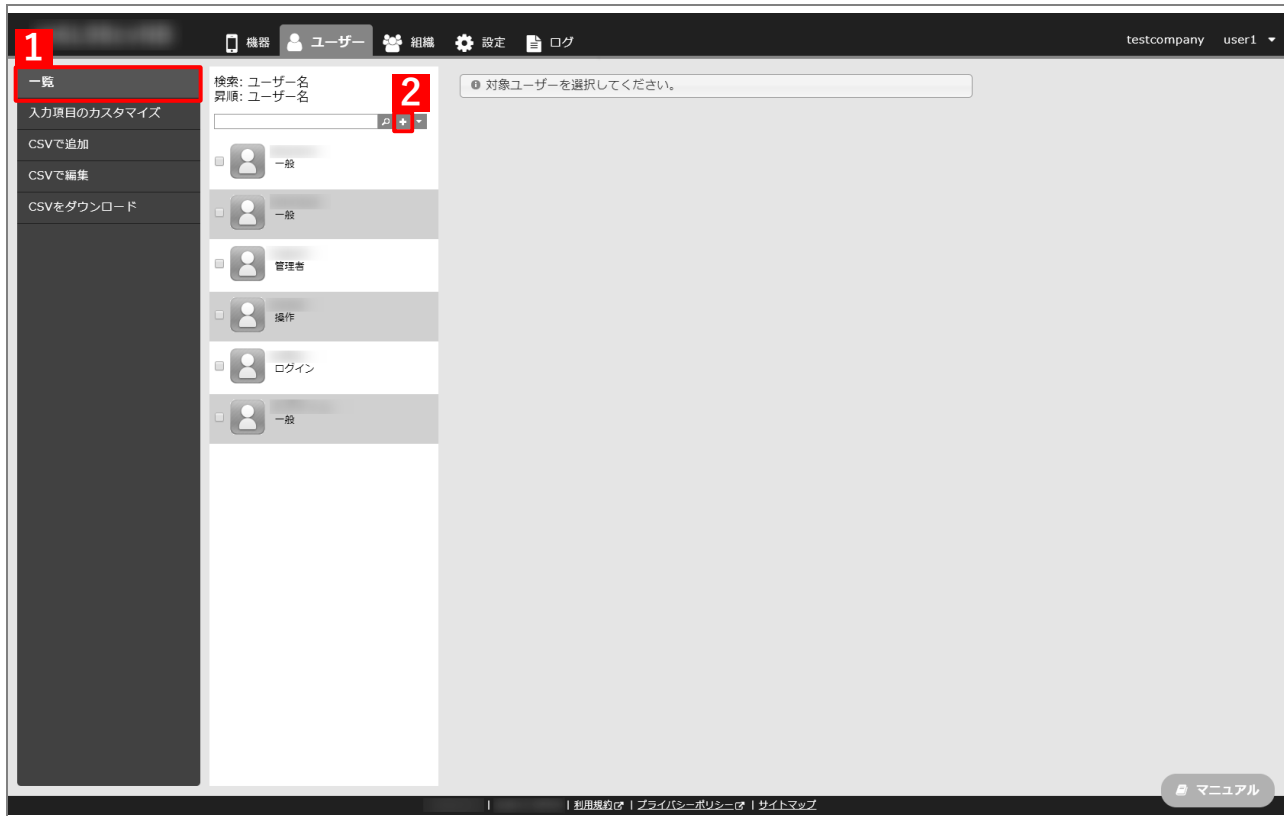 1
機器 ユーザー 組織 設定 ログ testcompany user1
一覧
入力項目のカスタマイズ
CSVで追加
CSVで編集
CSVをダウンロード
検索: ユーザー名
昇順: ユーザー名
2
一般
一般
管理者
操作
ログイン
一般
対象ユーザーを選択してください。
マニュアル
| | 利用規約 | プライバシーポリシー | サイトマップ